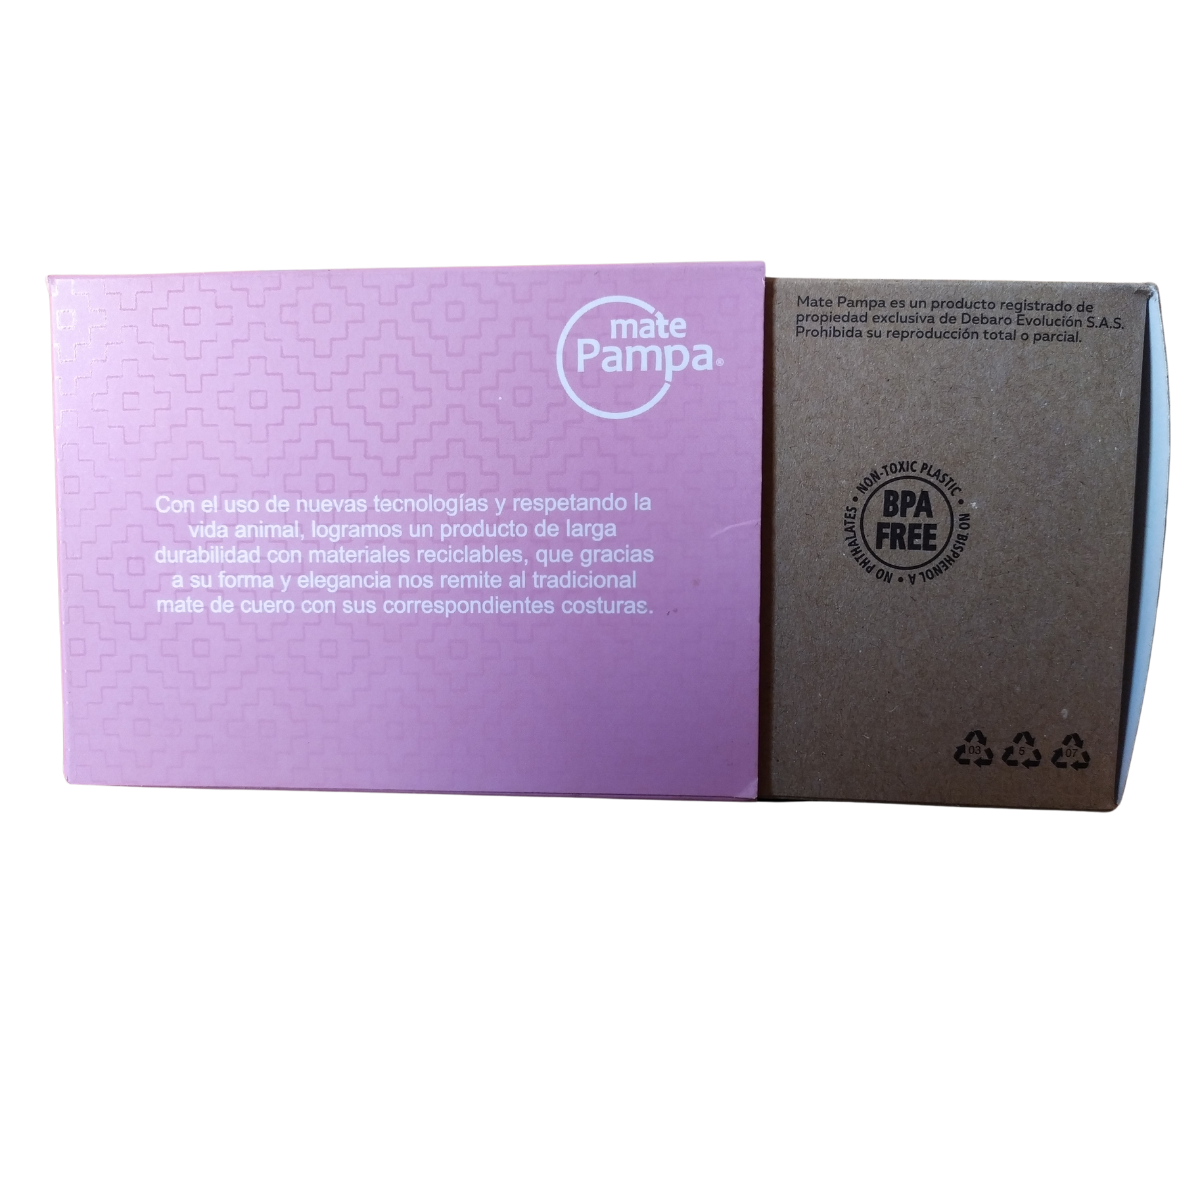 mate
Pampa®
Con el uso de nuevas tecnologías y respetando la
vida animal, logramos un producto de larga
durabilidad con materiales reciclables, que gracias
a su forma y elegancia nos remite al tradicional
mate de cuero con sus correspondientes costuras.
Mate Pampa es un producto registrado de
propiedad exclusiva de Debaro Evolución S.A.S.
Prohibida su reproducción total o parcial.
NON-TOXIC PLASTIC • NO BISPHENOL A • NO PHTHALATES •
BPA
FREE
03 5 07